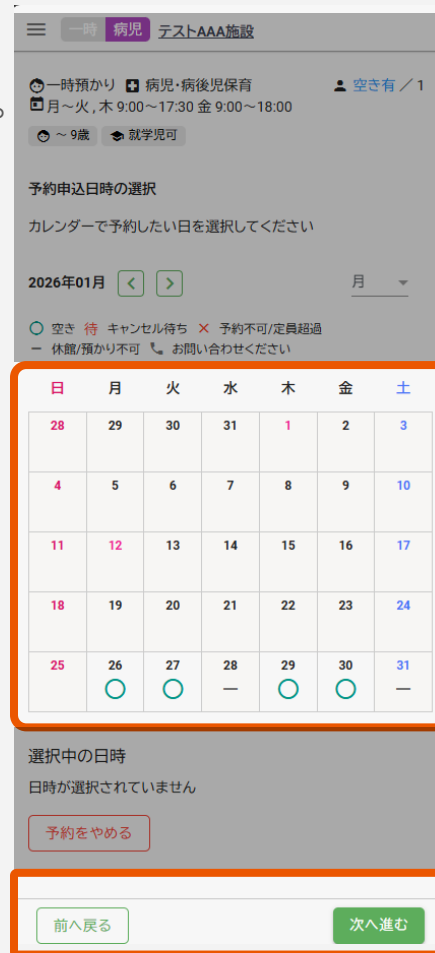 一時 病児 テストAAA施設
一時預かり 病児・病後児保育 空き有 / 1
月～火 , 木 9:00～17:30 金 9:00～18:00
～ 9歳 就学児可
予約申込日時の選択
カレンダーで予約したい日を選択してください
2026年01月 < > 月
空き 待 キャンセル待ち × 予約不可/定員超過
― 休館/預かり不可 お問い合わせください
日 月 火 水 木 金 土
28 29 30 31 1 2 3
4 5 6 7 8 9 10
11 12 13 14 15 16 17
18 19 20 21 22 23 24
25 26 27 28 29 30 31
○ ○ ― ○ ○ ―
選択中の日時
日時が選択されていません
予約をやめる
前へ戻る 次へ進む